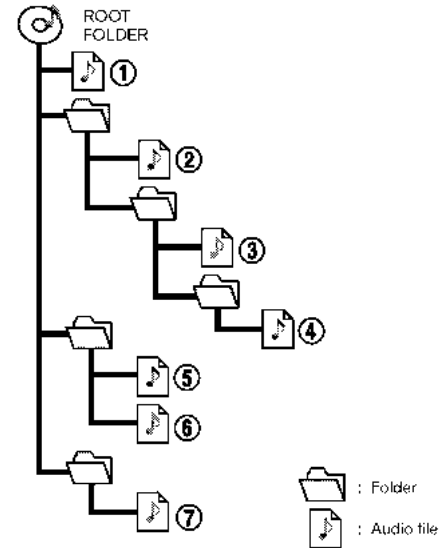 ROOT
FOLDER
①
②
③
④
⑤
⑥
⑦
: Folder
: Audio file